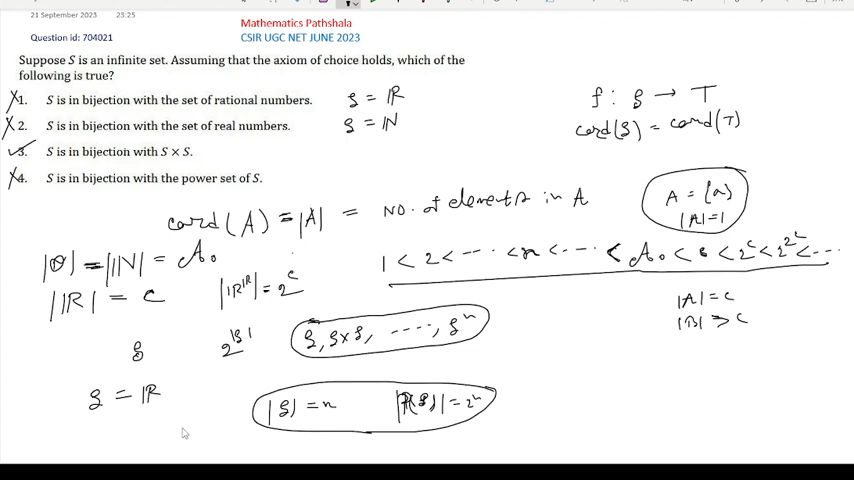 21 September 2023 23:25
Mathematics Pathshala
CSIR UGC NET JUNE 2023
Question id: 704021
Suppose S is an infinite set. Assuming that the axiom of choice holds, which of the
following is true?
1. S is in bijection with the set of rational numbers.
S = ℝ
2. S is in bijection with the set of real numbers.
S = ℕ
3. S is in bijection with S × S.
4. S is in bijection with the power set of S.
f: S → T
card(S) = card(T)
card(A) = |A| = NO. of elements in A
A = {a}
|A| = 1
|ℚ| = |ℕ| = 𝒜₀
1 < 2 < ---- < n < ---- < 𝒜₀ < c < 2^c < 2^2^c < ----
|ℝ| = c
|ℝ^ℝ| = 2^c
|A| = c
|B| > c
S
2^|S|
S, S×S, ----, S^n
S = ℝ
|S| = n
|P(S)| = 2^n